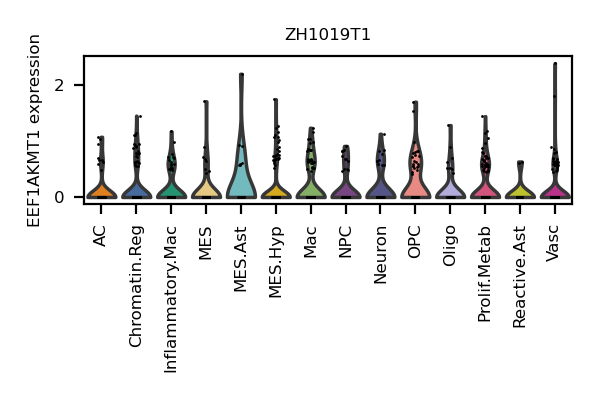 ZH1019T1
EEF1AKMT1 expression
2
0
AC
Chromatin.Reg
Inflammatory.Mac
MES
MES.Ast
MES.Hyp
Mac
NPC
Neuron
OPC
Oligo
Prolif.Metab
Reactive.Ast
Vasc